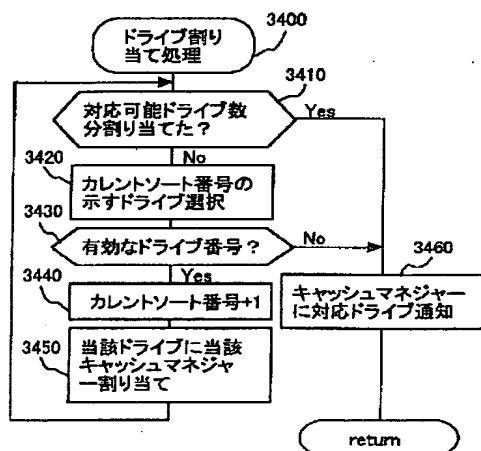 ドライブ割り
当て処理
3400
3410
対応可能ドライブ数
分割り当てた？
Yes
No
3420
カレントソート番号の
示すドライブ選択
3430
有効なドライブ番号？
No
Yes
3440
カレントソート番号+1
3450
当該ドライブに当該
キャッシュマネジャ
ー割り当て
3460
キャッシュマネジャー
に対応ドライブ通知
return